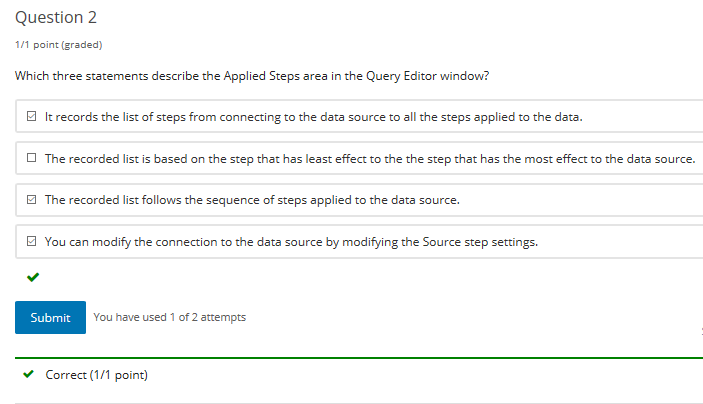 Question 2
1/1 point (graded)
Which three statements describe the Applied Steps area in the Query Editor window?
It records the list of steps from connecting to the data source to all the steps applied to the data.
The recorded list is based on the step that has least effect to the the step that has the most effect to the data source.
The recorded list follows the sequence of steps applied to the data source.
You can modify the connection to the data source by modifying the Source step settings.
Submit You have used 1 of 2 attempts
Correct (1/1 point)